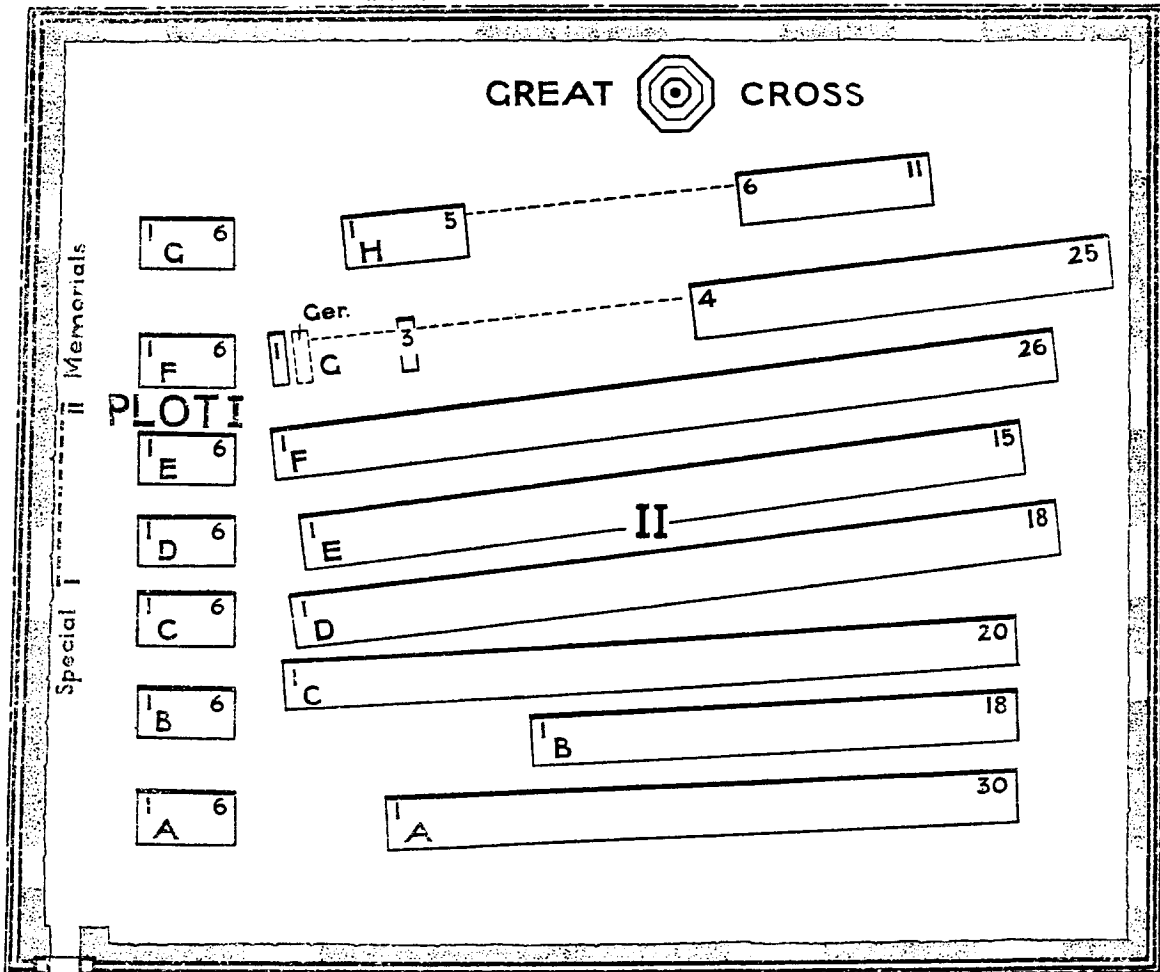 GREAT CROSS
6 11
1 6
G
1 5
H
25
4
Ger.
1 6
F
1 G 3
26
PLOT I
1 F
1 6
E
15
1 E
II
1 6
D
18
1 D
1 6
C
20
1 C
1 6
B
18
1 B
1 6
A
30
1 A
Special I
II Memorials